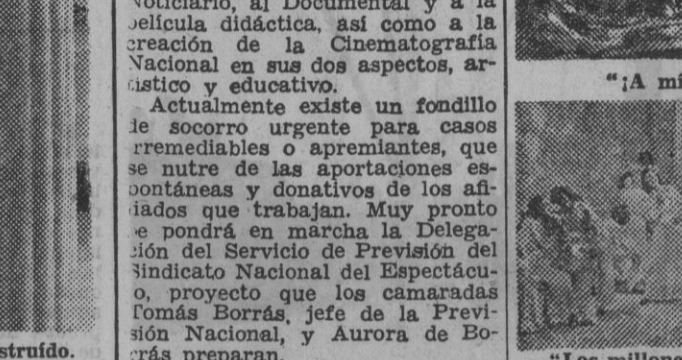 Noticiario, al Documental y a la
película didáctica, así como a la
creación de la Cinematografía
Nacional en sus dos aspectos, ar-
tístico y educativo.
Actualmente existe un fondillo
de socorro urgente para casos
irremediables o apremiantes, que
se nutre de las aportaciones es-
pontáneas y donativos de los afi-
liados que trabajan. Muy pronto
se pondrá en marcha la Delega-
ción del Servicio de Previsión del
Sindicato Nacional del Espectácu-
lo, proyecto que los camaradas
Tomás Borrás, jefe de la Previ-
sión Nacional, y Aurora de Bo-
rrás preparan.
struído.
"¡A mi
"Los millone